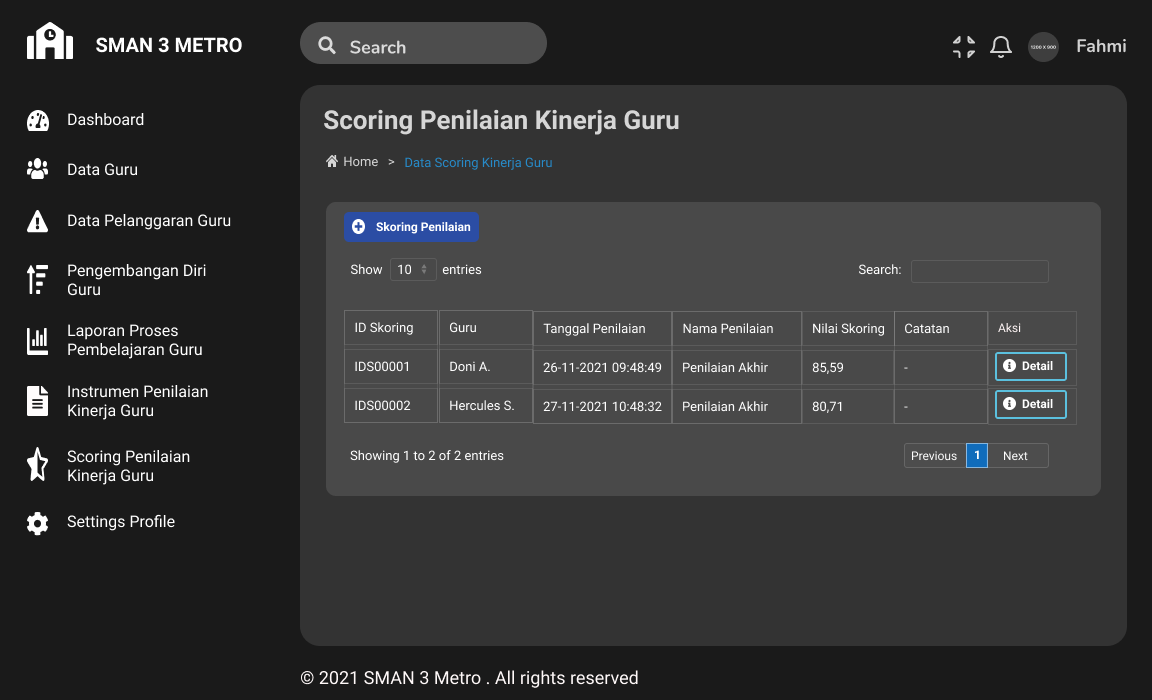 SMAN 3 METRO
Search
1200 X 900
Fahmi
Dashboard
Data Guru
Data Pelanggaran Guru
Pengembangan Diri
Guru
Laporan Proses
Pembelajaran Guru
Instrumen Penilaian
Kinerja Guru
Scoring Penilaian
Kinerja Guru
Settings Profile
Scoring Penilaian Kinerja Guru
Home > Data Scoring Kinerja Guru
Skoring Penilaian
Show 10 entries
Search:
ID Skoring Guru Tanggal Penilaian Nama Penilaian Nilai Skoring Catatan Aksi
IDS00001 Doni A. 26-11-2021 09:48:49 Penilaian Akhir 85,59 - Detail
IDS00002 Hercules S. 27-11-2021 10:48:32 Penilaian Akhir 80,71 - Detail
Showing 1 to 2 of 2 entries
Previous 1 Next
© 2021 SMAN 3 Metro . All rights reserved